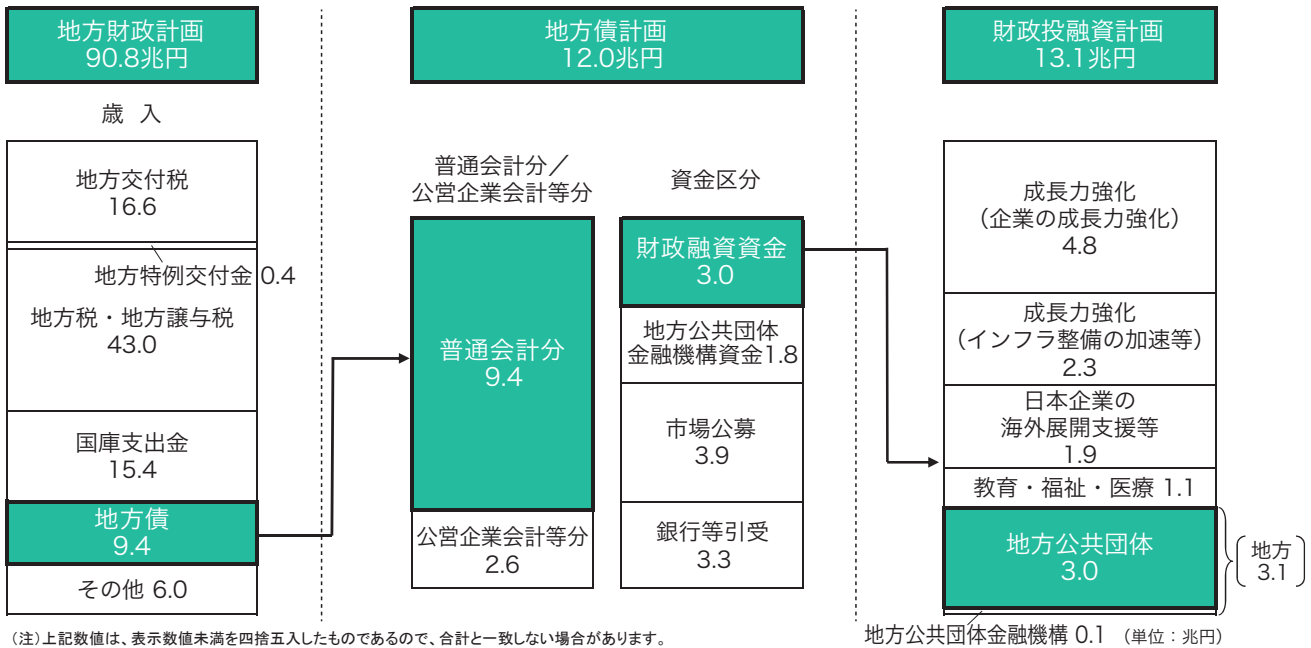 地方財政計画
90.8兆円
歳 入
地方交付税
16.6
地方特例交付金 0.4
地方税・地方譲与税
43.0
国庫支出金
15.4
地方債
9.4
その他 6.0
地方債計画
12.0兆円
普通会計分／
公営企業会計等分
普通会計分
9.4
公営企業会計等分
2.6
資金区分
財政融資資金
3.0
地方公共団体
金融機構資金1.8
市場公募
3.9
銀行等引受
3.3
財政投融資計画
13.1兆円
成長力強化
（企業の成長力強化）
4.8
成長力強化
（インフラ整備の加速等）
2.3
日本企業の
海外展開支援等
1.9
教育・福祉・医療 1.1
地方公共団体
3.0
地方
3.1
地方公共団体金融機構 0.1 （単位：兆円）
（注）上記数値は、表示数値未満を四捨五入したものであるので、合計と一致しない場合があります。